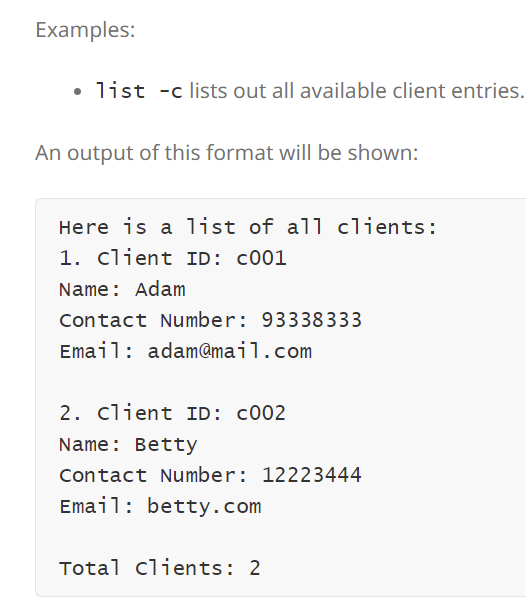 Examples:
• list -c lists out all available client entries.
An output of this format will be shown:
Here is a list of all clients:
1. Client ID: c001
Name: Adam
Contact Number: 93338333
Email: adam@mail.com
2. Client ID: c002
Name: Betty
Contact Number: 12223444
Email: betty.com
Total Clients: 2